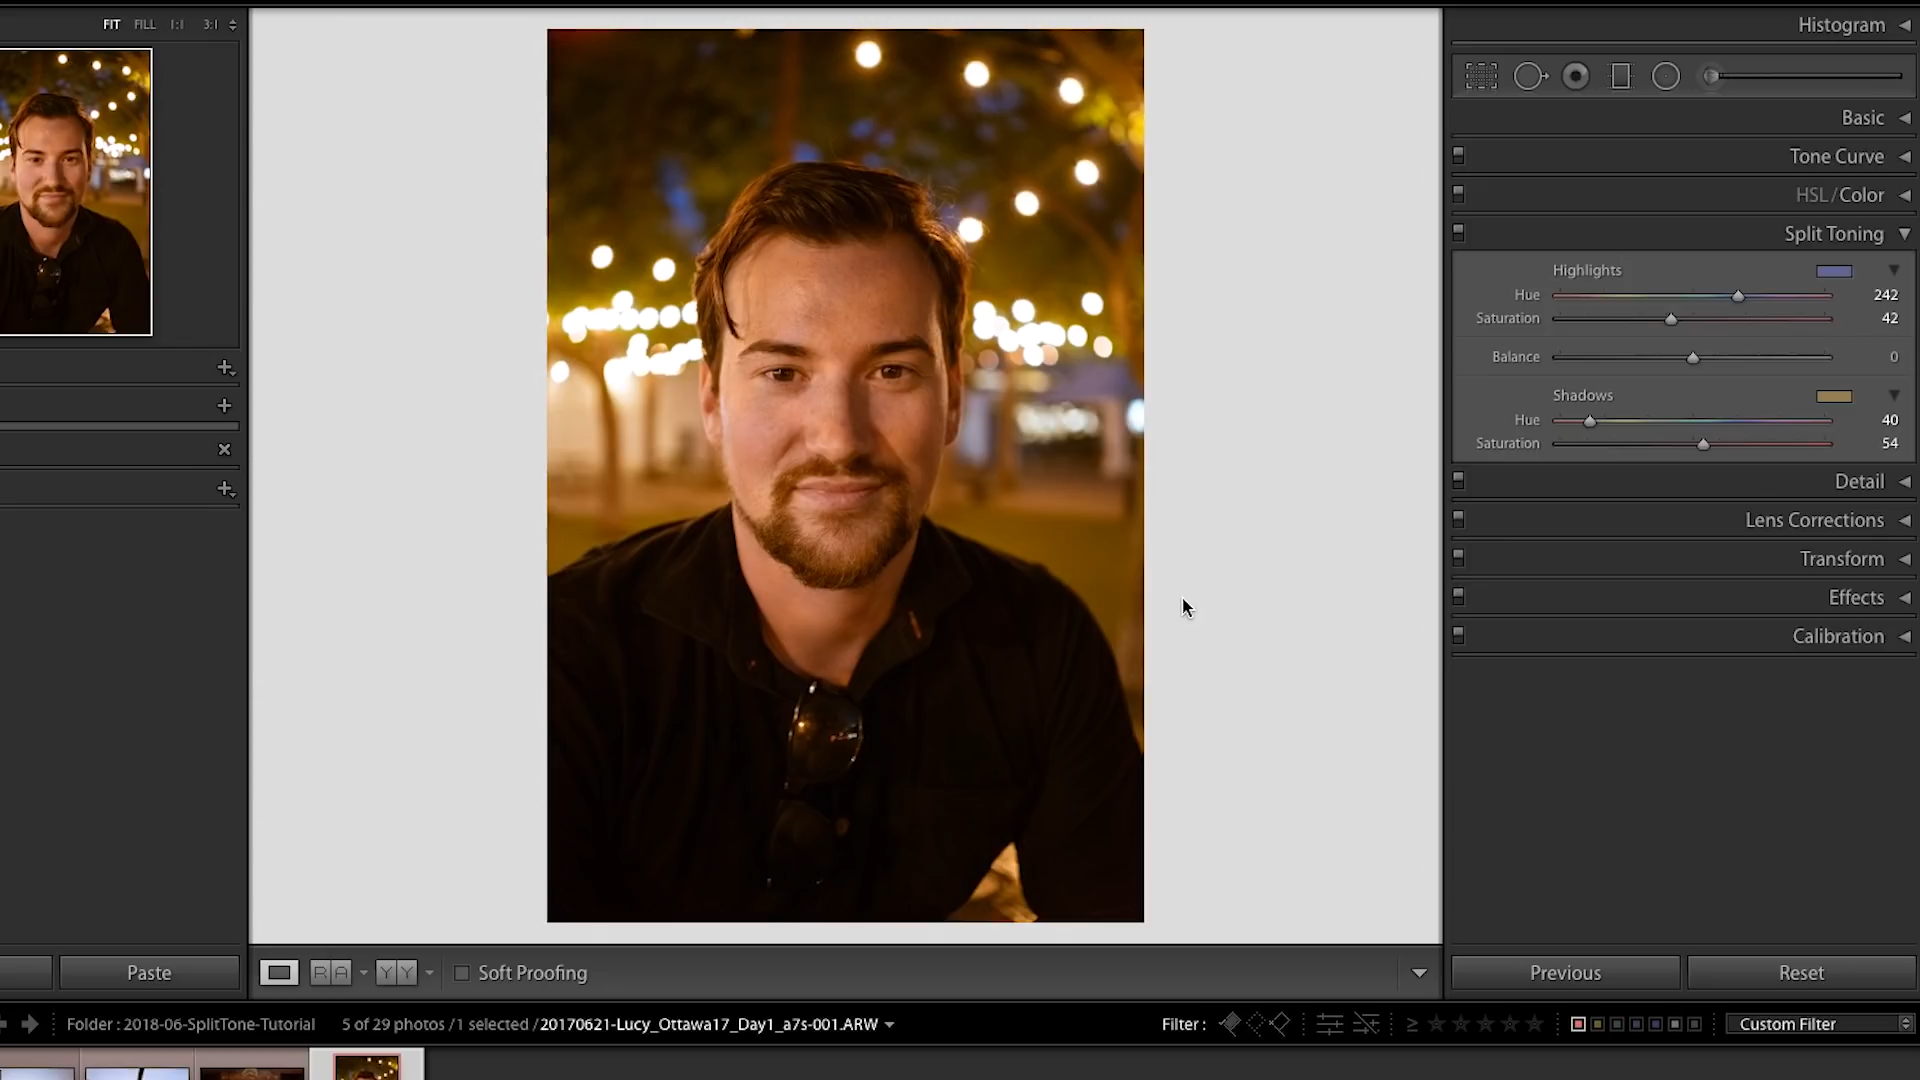 FIT FILL 1:1 3:1
Histogram
Basic
Tone Curve
HSL / Color
Split Toning
Highlights
Hue 242
Saturation 42
Balance 0
Shadows
Hue 40
Saturation 54
Detail
Lens Corrections
Transform
Effects
Calibration
Paste
R A Y Y Soft Proofing
Previous Reset
Folder : 2018-06-SplitTone-Tutorial 5 of 29 photos / 1 selected / 20170621-Lucy_Ottawa17_Day1_a7s-001.ARW Filter : ≥ Custom Filter